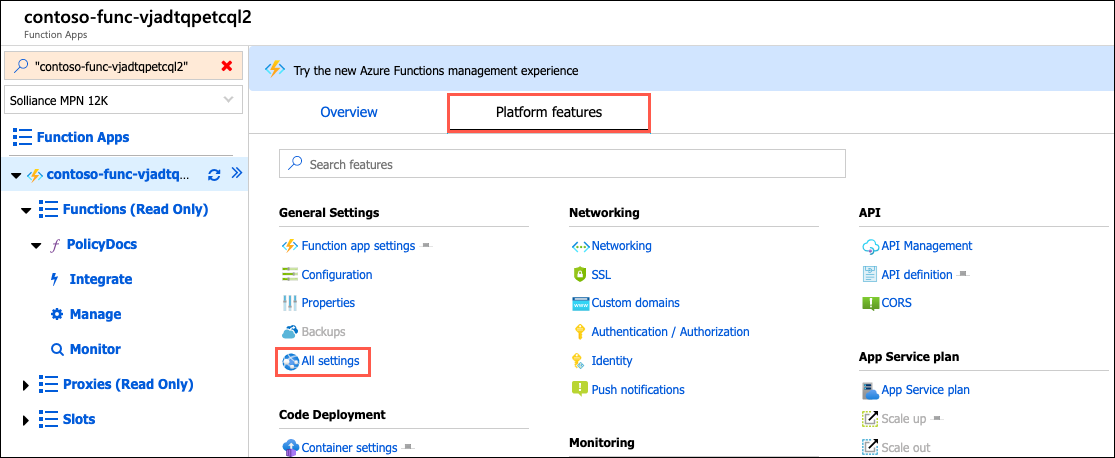 contoso-func-vjadtqpetcql2
Function Apps
"contoso-func-vjadtqpetcql2"
Solliance MPN 12K
Function Apps
contoso-func-vjadtq...
Functions (Read Only)
f PolicyDocs
Integrate
Manage
Monitor
Proxies (Read Only)
Slots
Try the new Azure Functions management experience
Overview
Platform features
Search features
General Settings
Function app settings
Configuration
Properties
Backups
All settings
Code Deployment
Container settings
Networking
Networking
SSL
Custom domains
Authentication / Authorization
Identity
Push notifications
Monitoring
API
API Management
API definition
CORS
App Service plan
App Service plan
Scale up
Scale out